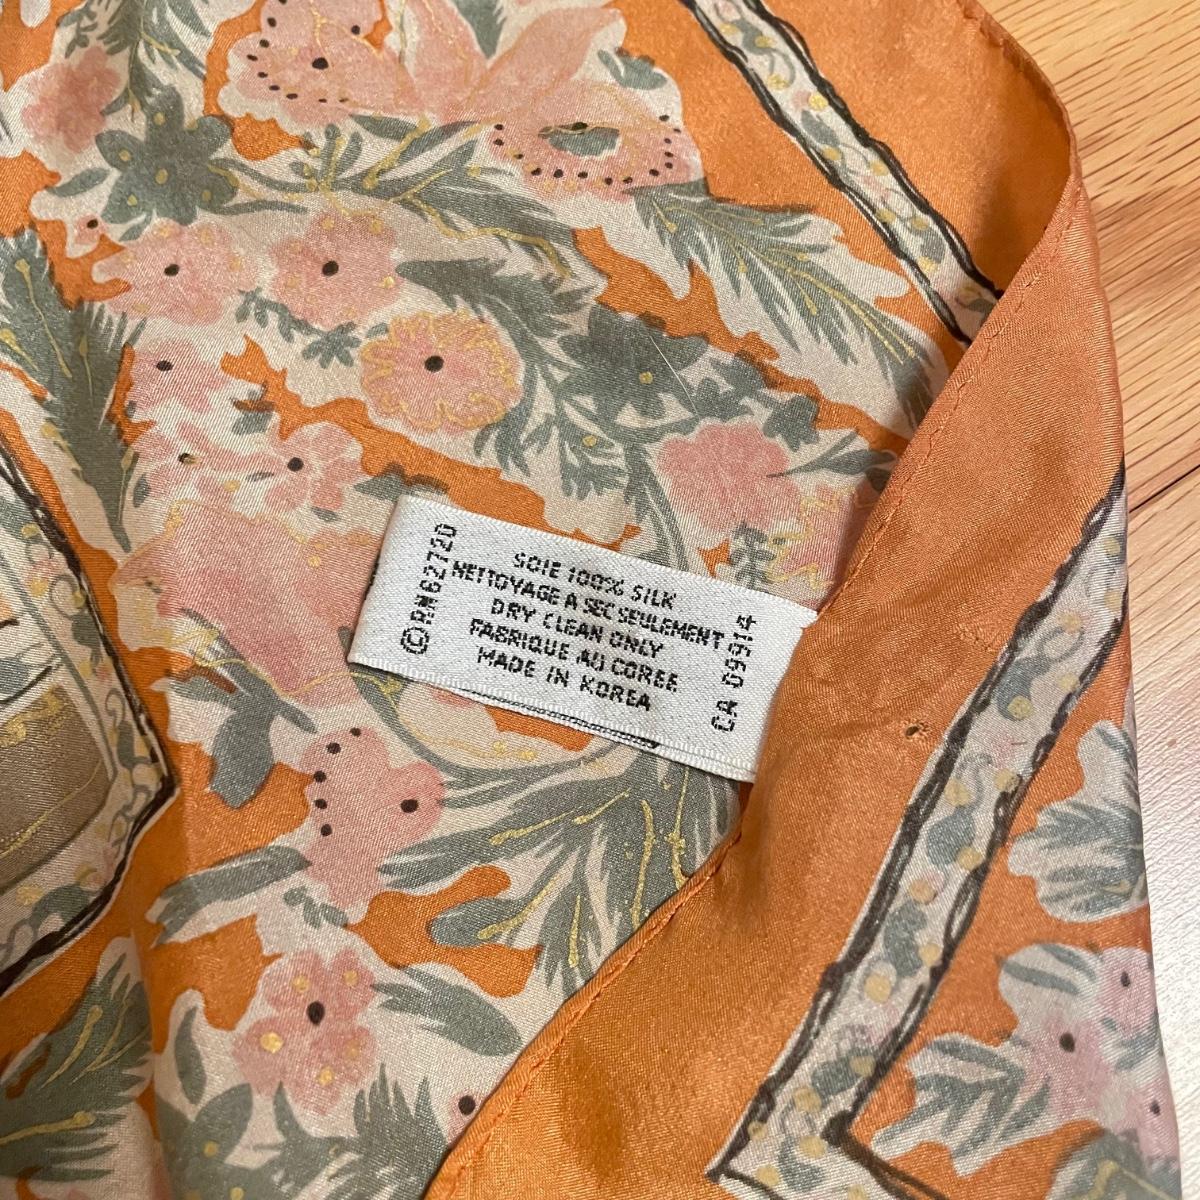 ©RN62720
SOIE 100% SILK
NETTOYAGE A SEC SEULEMENT
DRY CLEAN ONLY
FABRIQUE AU COREE
MADE IN KOREA
CA 09914